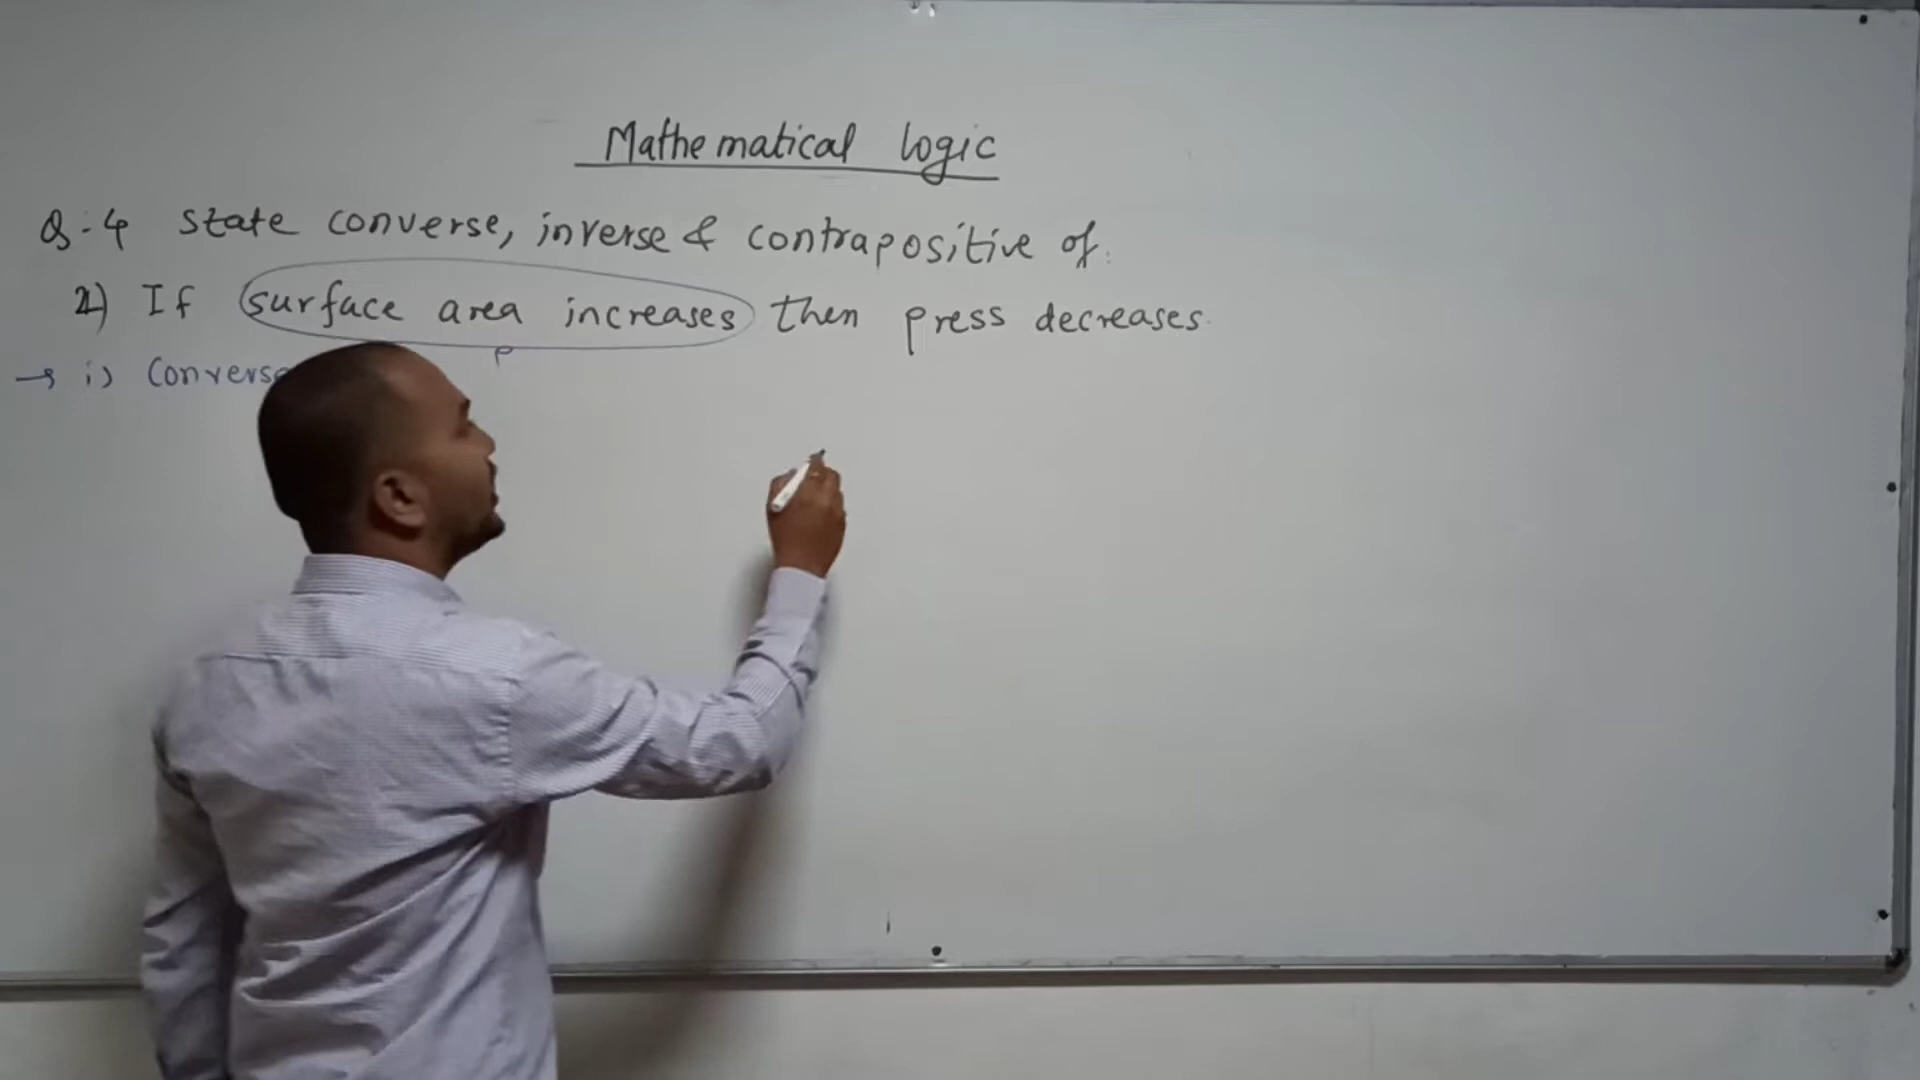 Mathematical logic
Q.4 state converse, inverse & contrapositive of.
2) If surface area increases then press decreases.
p
→ i) Converse